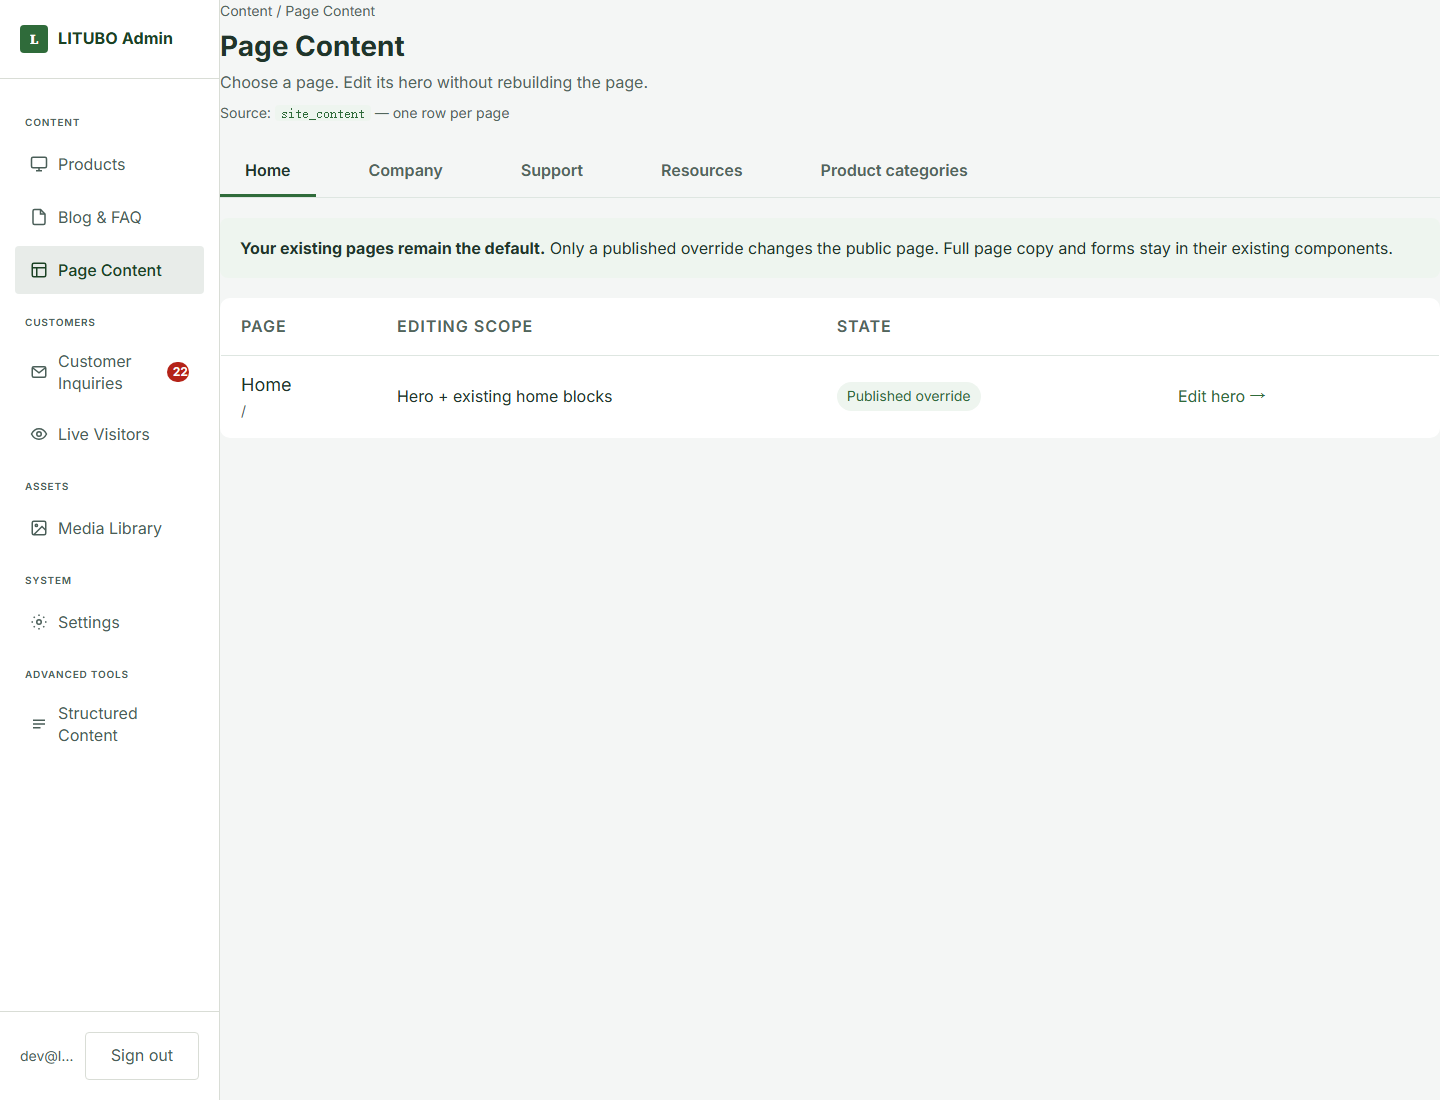 L LITUBO Admin
CONTENT
Products
Blog & FAQ
Page Content
CUSTOMERS
Customer
Inquiries
22
Live Visitors
ASSETS
Media Library
SYSTEM
Settings
ADVANCED TOOLS
Structured
Content
dev@l...
Sign out
Content / Page Content
Page Content
Choose a page. Edit its hero without rebuilding the page.
Source: site_content — one row per page
Home Company Support Resources Product categories
Your existing pages remain the default. Only a published override changes the public page. Full page copy and forms stay in their existing components.
PAGE EDITING SCOPE STATE
Home
/
Hero + existing home blocks
Published override
Edit hero →